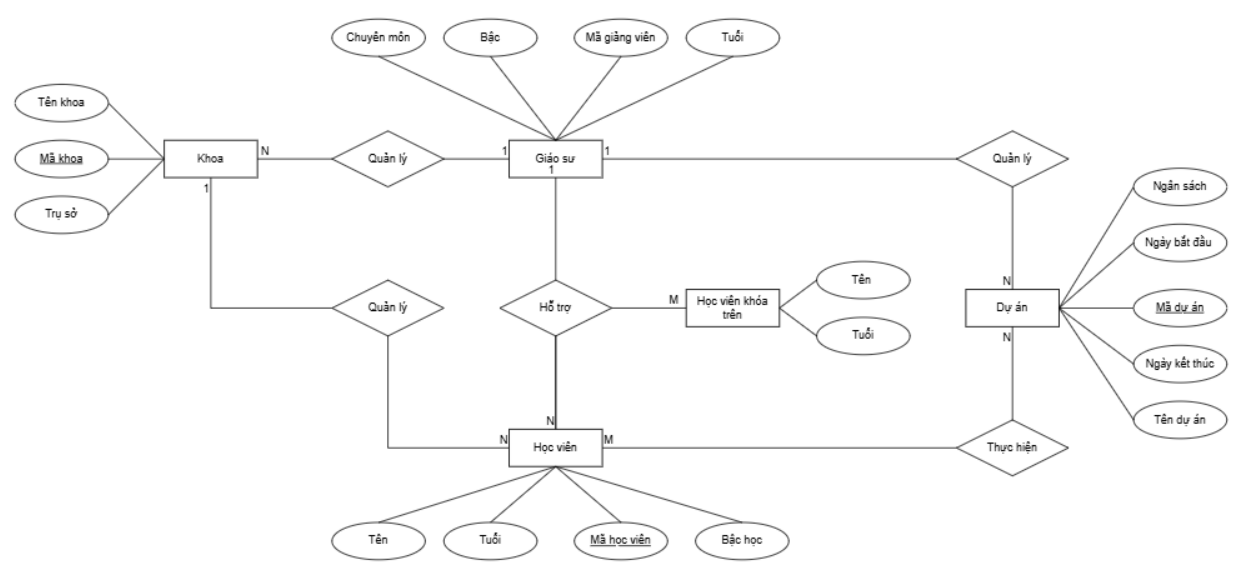 Chuyên môn
Bậc
Mã giảng viên
Tuổi
Tên khoa
Mã khoa
Trụ sở
Khoa
N
Quản lý
1
Giáo sư
1
1
Quản lý
1
Ngân sách
Ngày bắt đầu
Mã dự án
Ngày kết thúc
Tên dự án
N
Dự án
N
Quản lý
Hỗ trợ
M
Học viên khóa
trên
Tên
Tuổi
N
N
Học viên
M
Thực hiện
Tên
Tuổi
Mã học viên
Bậc học